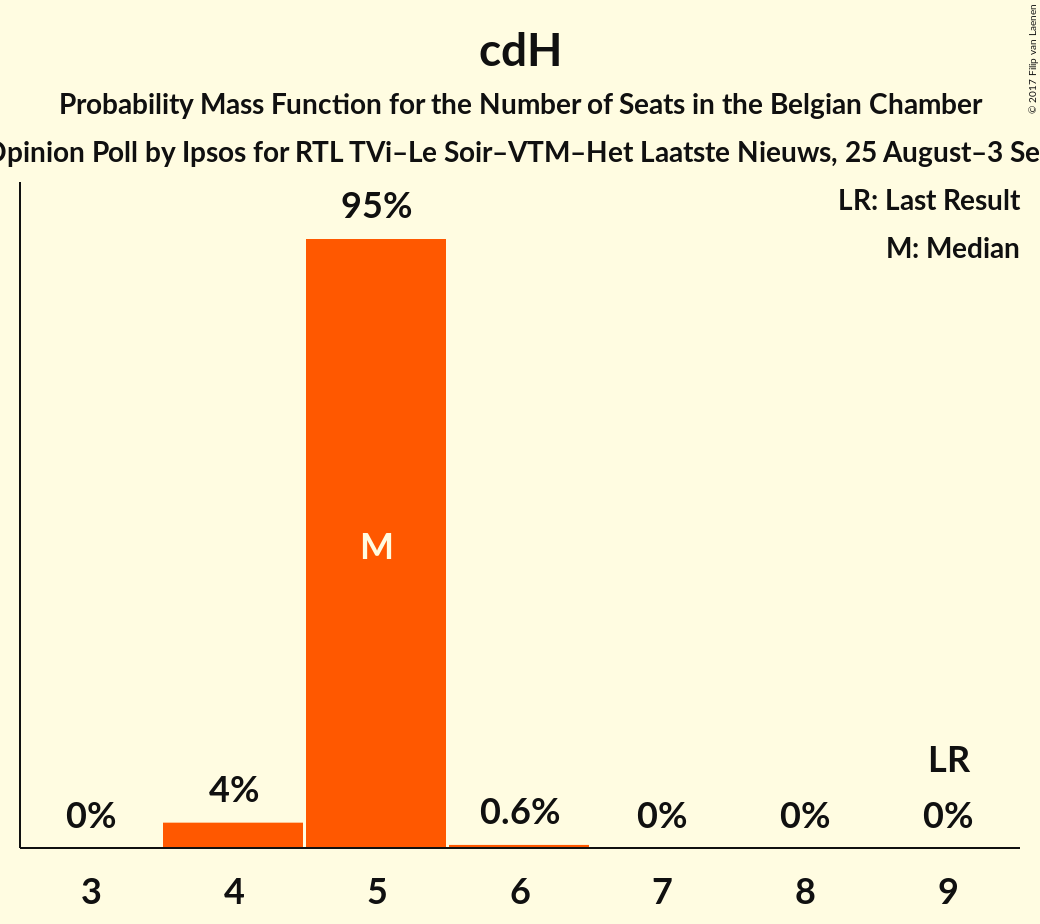 cdH
Probability Mass Function for the Number of Seats in the Belgian Chamber
Opinion Poll by Ipsos for RTL TVi–Le Soir–VTM–Het Laatste Nieuws, 25 August–3 Se
© 2017 Filip van Laenen
LR: Last Result
M: Median
95%
M
LR
0%
4%
0.6%
0%
0%
0%
3
4
5
6
7
8
9